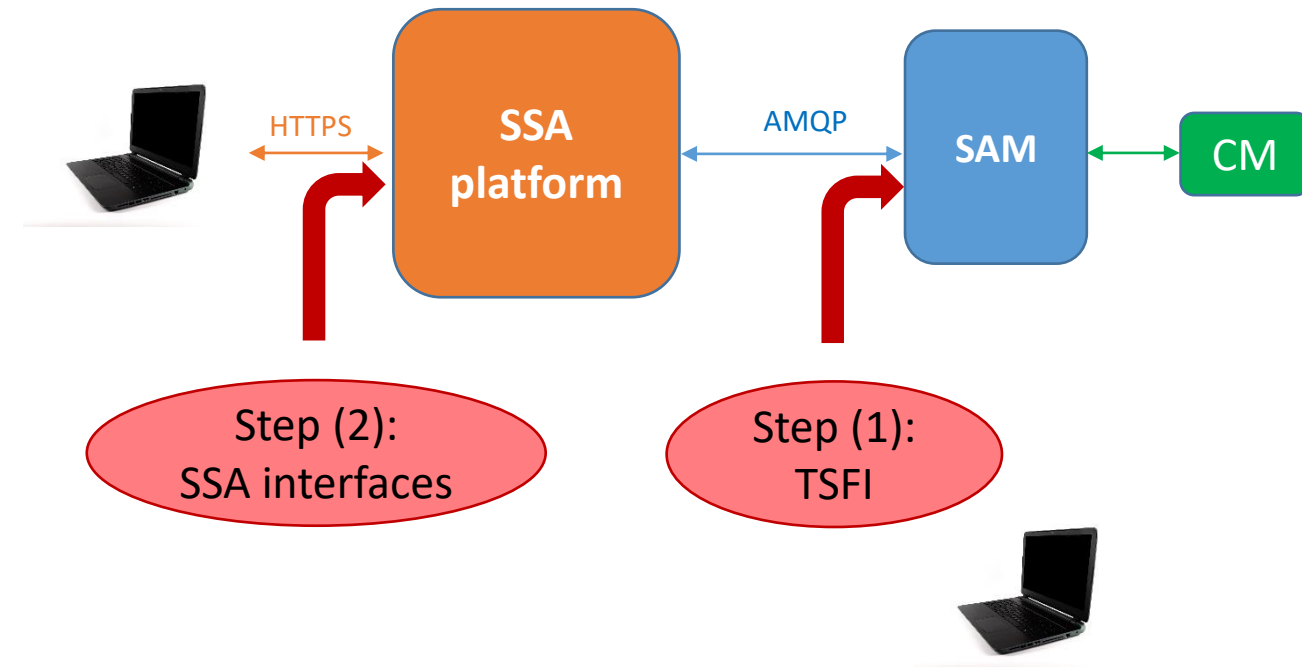 HTTPS
SSA
platform
AMQP
SAM
CM
Step (2):
SSA interfaces
Step (1):
TSFI